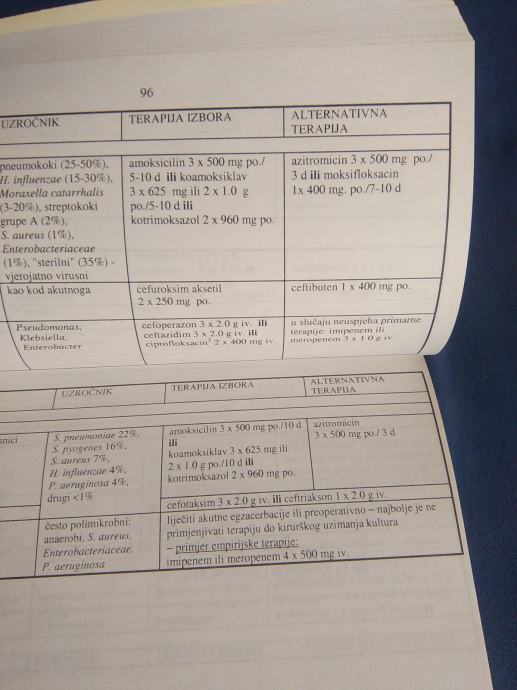 96
UZROČNIK
TERAPIJA IZBORA
ALTERNATIVNA
TERAPIJA
pneumokoki (25-50%),
H. influenzae (15-30%),
Moraxella catarrhalis
(3-20%), streptokoki
grupe A (2%),
S. aureus (1%),
Enterobacteriaceae
(1%), "sterilni" (35%) -
vjerojatno virusni
amoksicilin 3 x 500 mg po./
5-10 d ili koamoksiklav
3 x 625 mg ili 2 x 1.0 g
po./5-10 d ili
kotrimoksazol 2 x 960 mg po.
azitromicin 3 x 500 mg po./
3 d ili moksifloksacin
1x 400 mg. po./7-10 d
kao kod akutnoga
cefuroksim aksetil
2 x 250 mg po.
ceftibuten 1 x 400 mg po.
Pseudomonas,
Klebsiella,
Enterobacter
cefoperazon 3 x 2.0 g iv. ili
ceftazidim 3 x 2.0 g iv. ili
ciprofloksacin 2 x 400 mg iv.
u slučaju neuspjeha primarne
terapije: imipenem ili
meropenem 3 x 1.0 g iv.
UZROČNIK
TERAPIJA IZBORA
ALTERNATIVNA
TERAPIJA
snici
S. pneumoniae 22%,
S. pyogenes 16%,
S. aureus 7%,
H. influenzae 4%,
P. aeruginosa 4%,
drugi <1%
amoksicilin 3 x 500 mg po./10 d
ili
koamoksiklav 3 x 625 mg ili
2 x 1.0 g po./10 d ili
kotrimoksazol 2 x 960 mg po.
azitromicin
3 x 500 mg po./ 3 d
cefotaksim 3 x 2.0 g iv. ili ceftriakson 1 x 2.0 g iv.
često polimikrobni:
anaerobi, S. aureus,
Enterobacteriaceae,
P. aeruginosa
liječiti akutne egzacerbacije ili preoperativno – najbolje je ne
primjenjivati terapiju do kirurškog uzimanja kultura
– primjer empirijske terapije:
imipenem ili meropenem 4 x 500 mg iv.